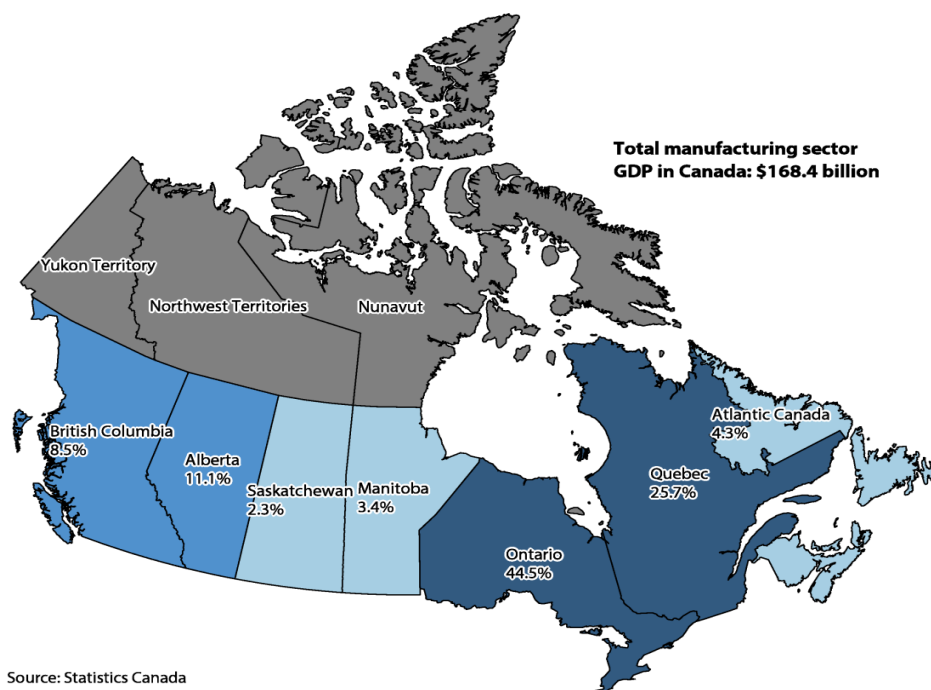 Total manufacturing sector
GDP in Canada: $168.4 billion
Yukon Territory
Northwest Territories
Nunavut
British Columbia
8.5%
Alberta
11.1%
Saskatchewan
2.3%
Manitoba
3.4%
Ontario
44.5%
Quebec
25.7%
Atlantic Canada
4.3%
Source: Statistics Canada